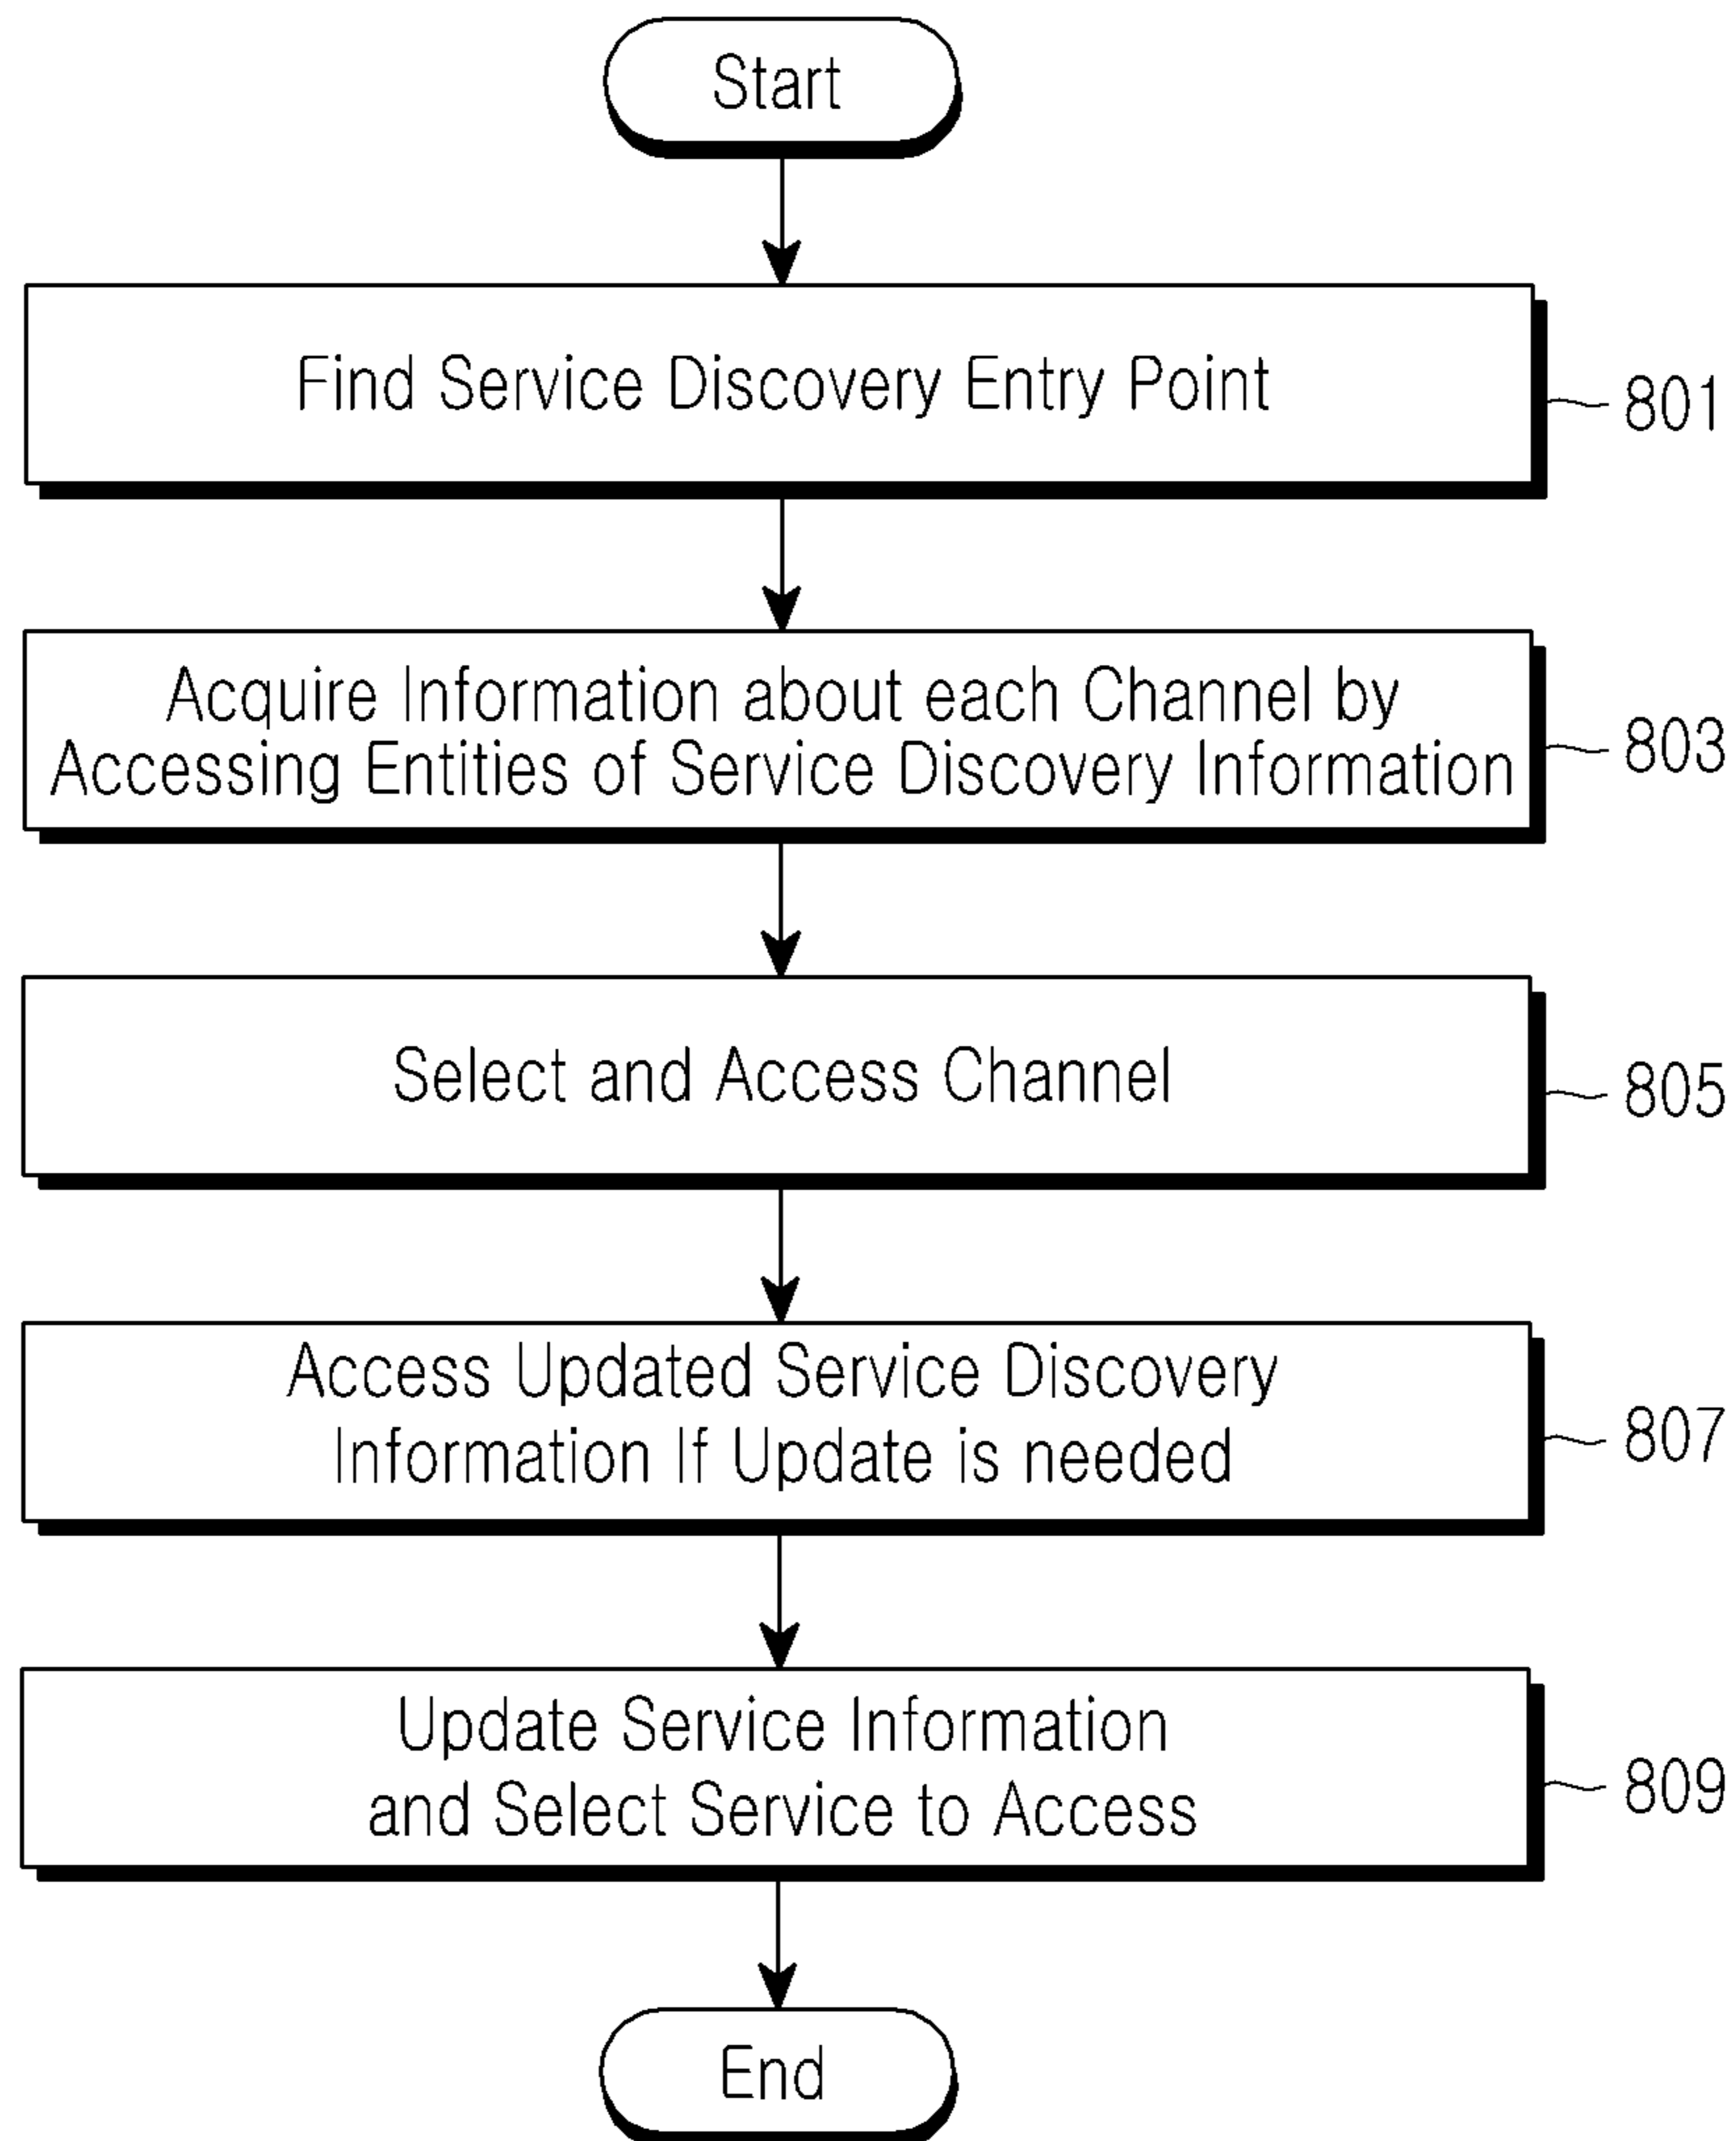 Start
Find Service Discovery Entry Point
801
Acquire Information about each Channel by
Accessing Entities of Service Discovery Information
803
Select and Access Channel
805
Access Updated Service Discovery
Information If Update is needed
807
Update Service Information
and Select Service to Access
809
End